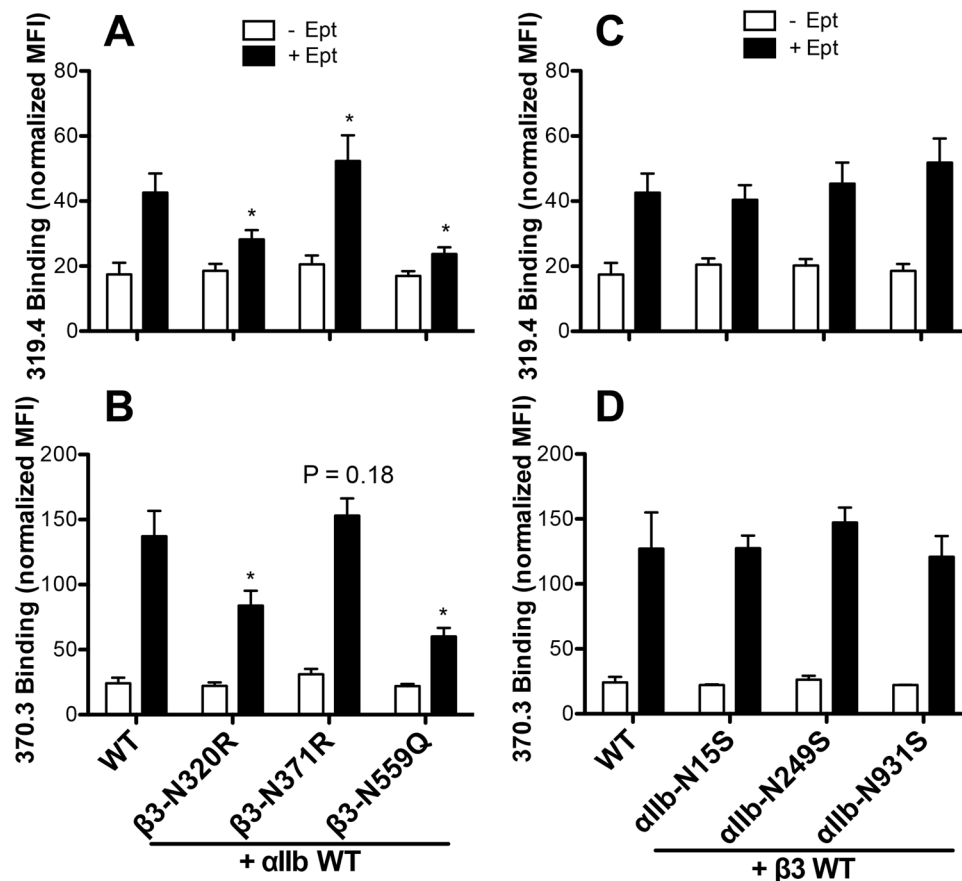 A
- Ept
+ Ept
319.4 Binding (normalized MFI)
80
60
40
20
0
*
*
*
C
- Ept
+ Ept
319.4 Binding (normalized MFI)
80
60
40
20
0
B
370.3 Binding (normalized MFI)
200
150
100
50
0
*
P = 0.18
*
WT
β3-N320R
β3-N371R
β3-N559Q
+ αIIb WT
D
370.3 Binding (normalized MFI)
200
150
100
50
0
WT
αIIb-N15S
αIIb-N249S
αIIb-N931S
+ β3 WT